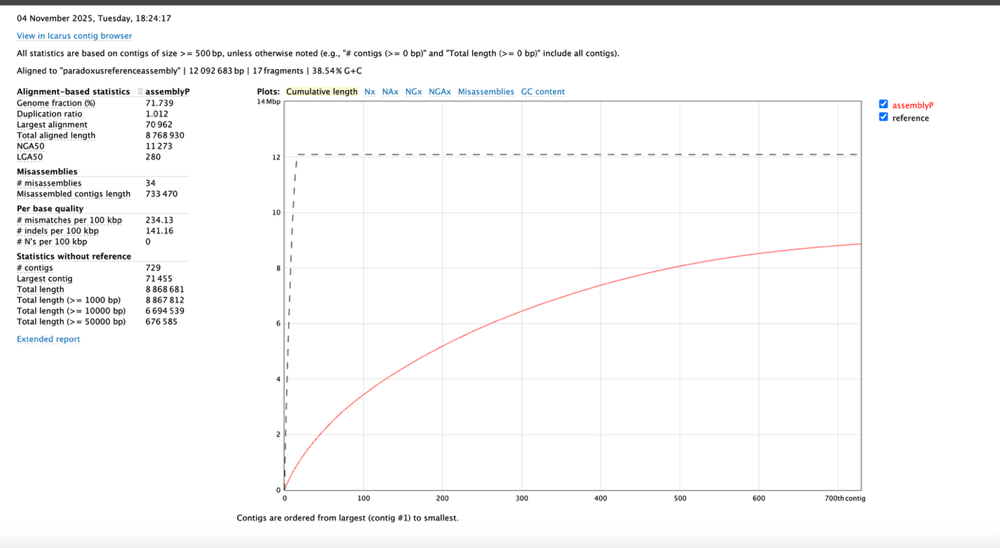 04 November 2025, Tuesday, 18:24:17
View in Icarus contig browser
All statistics are based on contigs of size >= 500 bp, unless otherwise noted (e.g., "# contigs (>= 0 bp)" and "Total length (>= 0 bp)" include all contigs).
Aligned to "paradoxusreferenceassembly" | 12 092 683 bp | 17 fragments | 38.54% G+C
Alignment-based statistics assemblyP
Genome fraction (%) 71.739
Duplication ratio 1.012
Largest alignment 70 962
Total aligned length 8 768 930
NGA50 11 273
LGA50 280
Misassemblies
# misassemblies 34
Misassembled contigs length 733 470
Per base quality
# mismatches per 100 kbp 234.13
# indels per 100 kbp 141.16
# N's per 100 kbp 0
Statistics without reference
# contigs 729
Largest contig 71 455
Total length 8 868 681
Total length (>= 1000 bp) 8 867 812
Total length (>= 10000 bp) 6 694 539
Total length (>= 50000 bp) 676 585
Extended report
Plots: Cumulative length Nx NAx NGx NGAx Misassemblies GC content
14 Mbp
12
10
8
6
4
2
0
0 100 200 300 400 500 600 700th contig
Contigs are ordered from largest (contig #1) to smallest.
assemblyP
reference